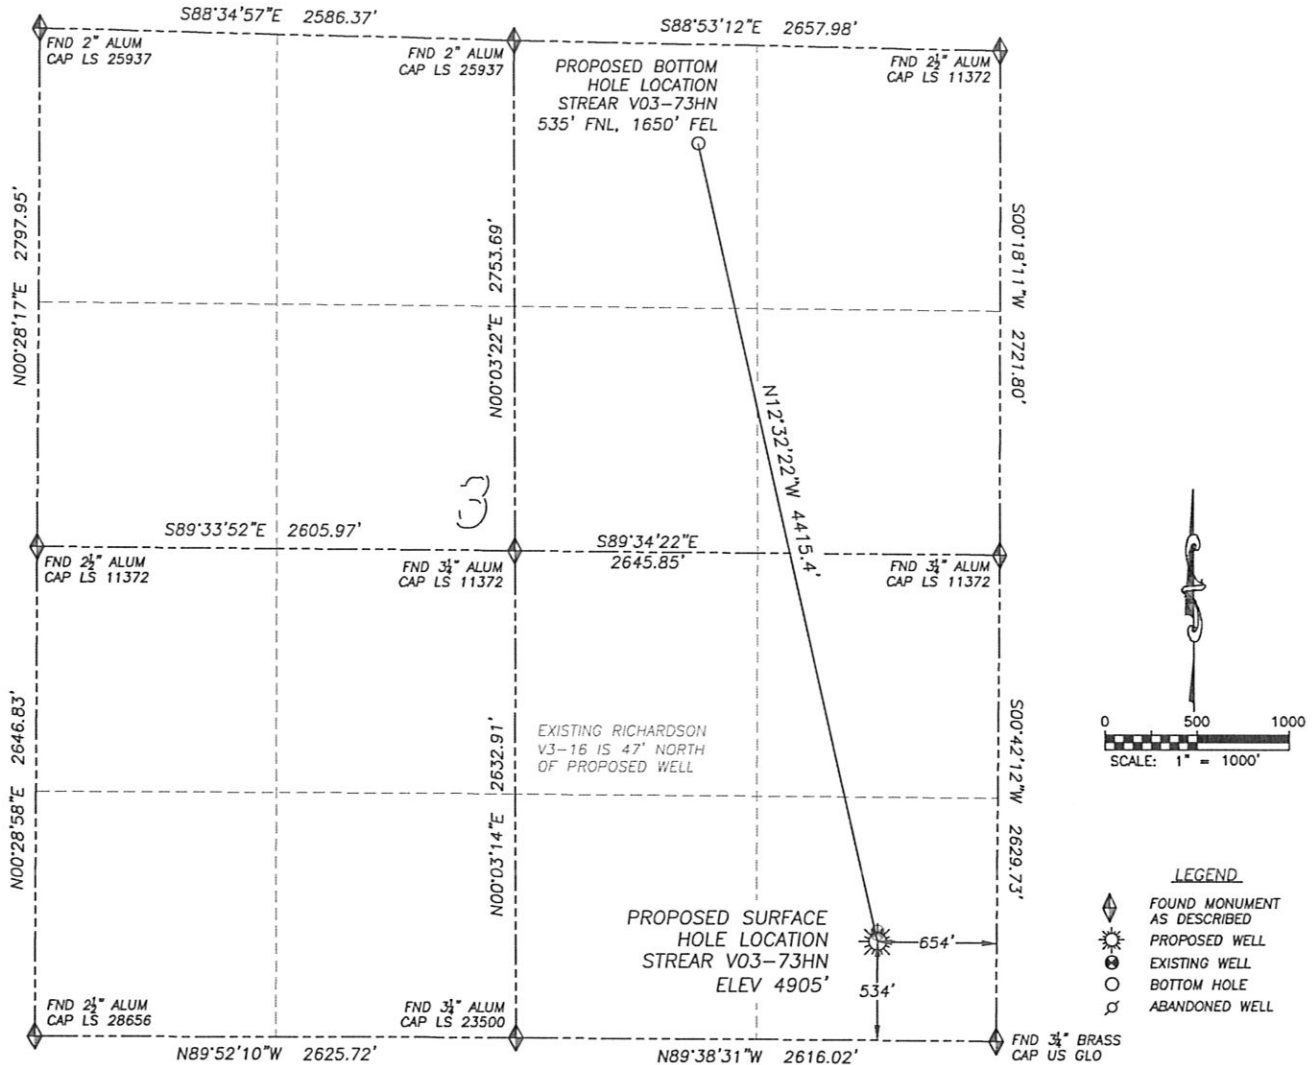 S88°34'57"E 2586.37'
S88°53'12"E 2657.98'
FND 2" ALUM
CAP LS 25937
FND 2" ALUM
CAP LS 25937
PROPOSED BOTTOM
HOLE LOCATION
STREAR V03-73HN
535' FNL, 1650' FEL
FND 2½" ALUM
CAP LS 11372
N00°28'17"E 2797.95'
N00°03'22"E 2753.69'
S00°18'11"W 2721.80'
N12°32'22"W 4415.4'
3
S89°33'52"E 2605.97'
S89°34'22"E
2645.85'
FND 2½" ALUM
CAP LS 11372
FND 3¼" ALUM
CAP LS 11372
FND 3¼" ALUM
CAP LS 11372
N00°28'58"E 2646.83'
N00°03'14"E 2632.91'
S00°42'12"W 2629.73'
EXISTING RICHARDSON
V3-16 IS 47' NORTH
OF PROPOSED WELL
0 500 1000
SCALE: 1" = 1000'
PROPOSED SURFACE
HOLE LOCATION
STREAR V03-73HN
ELEV 4905'
654'
534'
LEGEND
FOUND MONUMENT
AS DESCRIBED
PROPOSED WELL
EXISTING WELL
BOTTOM HOLE
ABANDONED WELL
FND 2½" ALUM
CAP LS 28656
FND 3¼" ALUM
CAP LS 23500
FND 3¼" BRASS
CAP US GLO
N89°52'10"W 2625.72'
N89°38'31"W 2616.02'